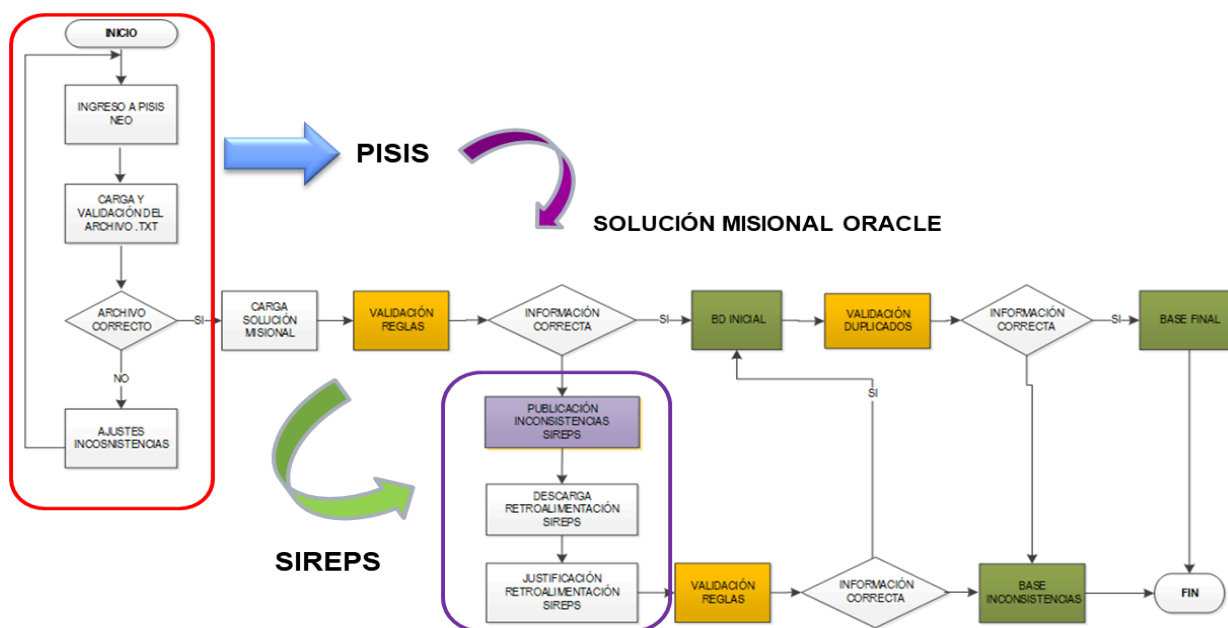 INICIO
INGRESO A PISIS
NEO
CARGA Y
VALIDACIÓN DEL
ARCHIVO .TXT
ARCHIVO
CORRECTO
SI
NO
AJUSTES
INCOSNISTENCIAS
PISIS
SOLUCIÓN MISIONAL ORACLE
CARGA
SOLUCIÓN
MISIONAL
VALIDACIÓN
REGLAS
INFORMACIÓN
CORRECTA
SI
BD INICIAL
VALIDACIÓN
DUPLICADOS
INFORMACIÓN
CORRECTA
SI
BASE FINAL
SIREPS
PUBLICACIÓN
INCONSISTENCIAS
SIREPS
DESCARGA
RETROALIMENTACIÓN
SIREPS
JUSTIFICACIÓN
RETROALIMENTACIÓN
SIREPS
VALIDACIÓN
REGLAS
INFORMACIÓN
CORRECTA
SI
BASE
INCONSISTENCIAS
FIN